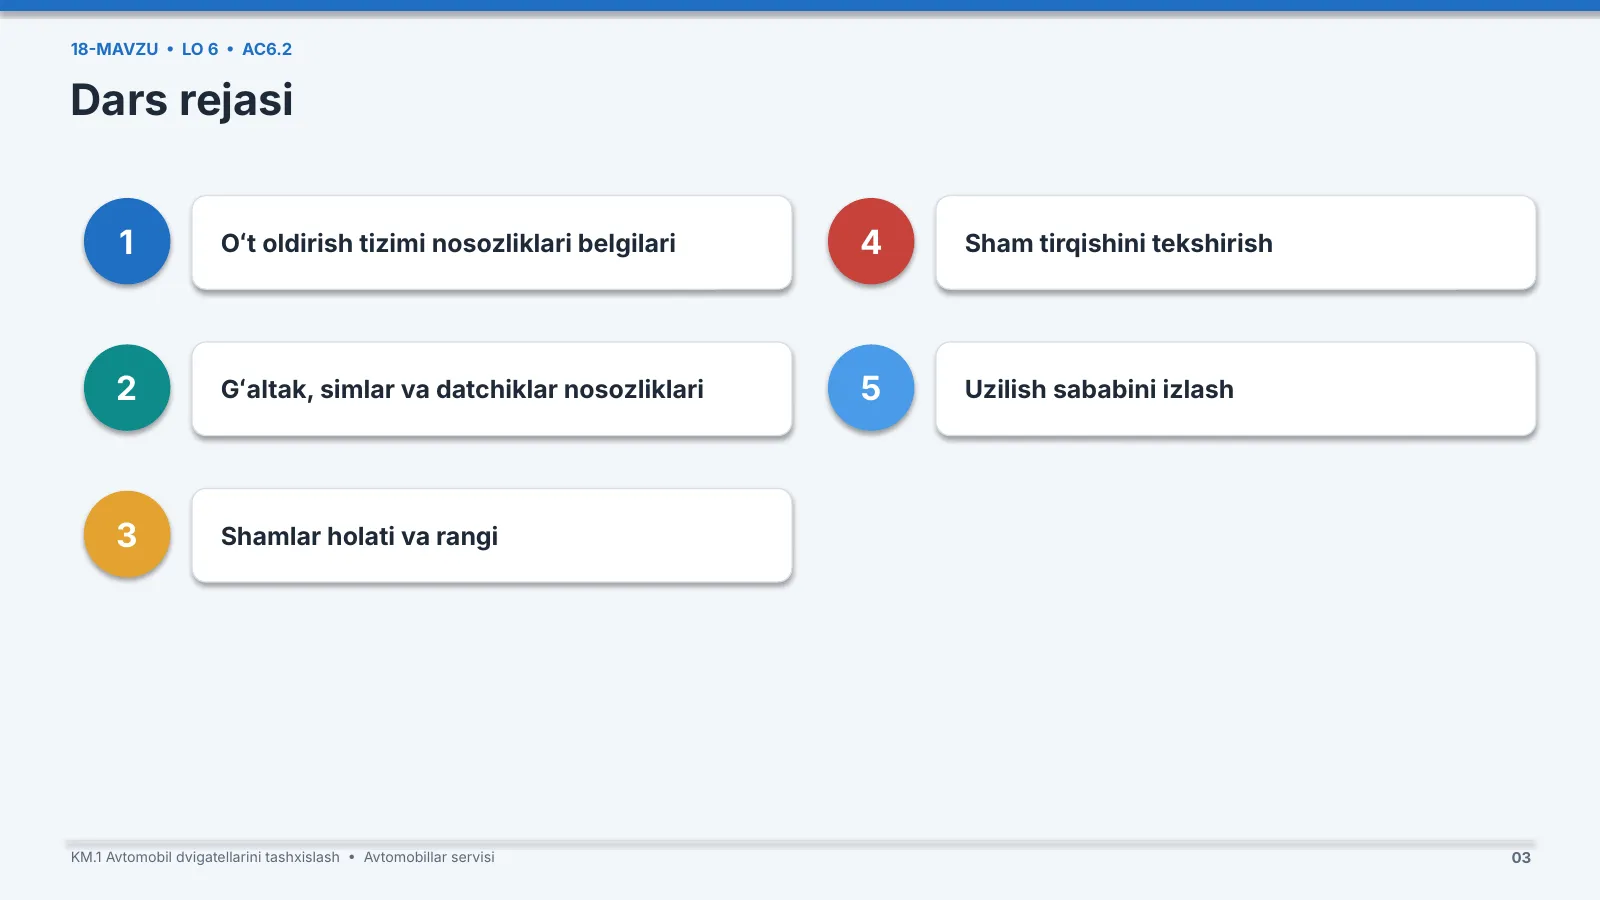 18-MAVZU • LO 6 • AC6.2
Dars rejasi
1
Oʻt oldirish tizimi nosozliklari belgilari
2
Gʻaltak, simlar va datchiklar nosozliklari
3
Shamlar holati va rangi
4
Sham tirqishini tekshirish
5
Uzilish sababini izlash
KM.1 Avtomobil dvigatellarini tashxislash • Avtomobillar servisi
03